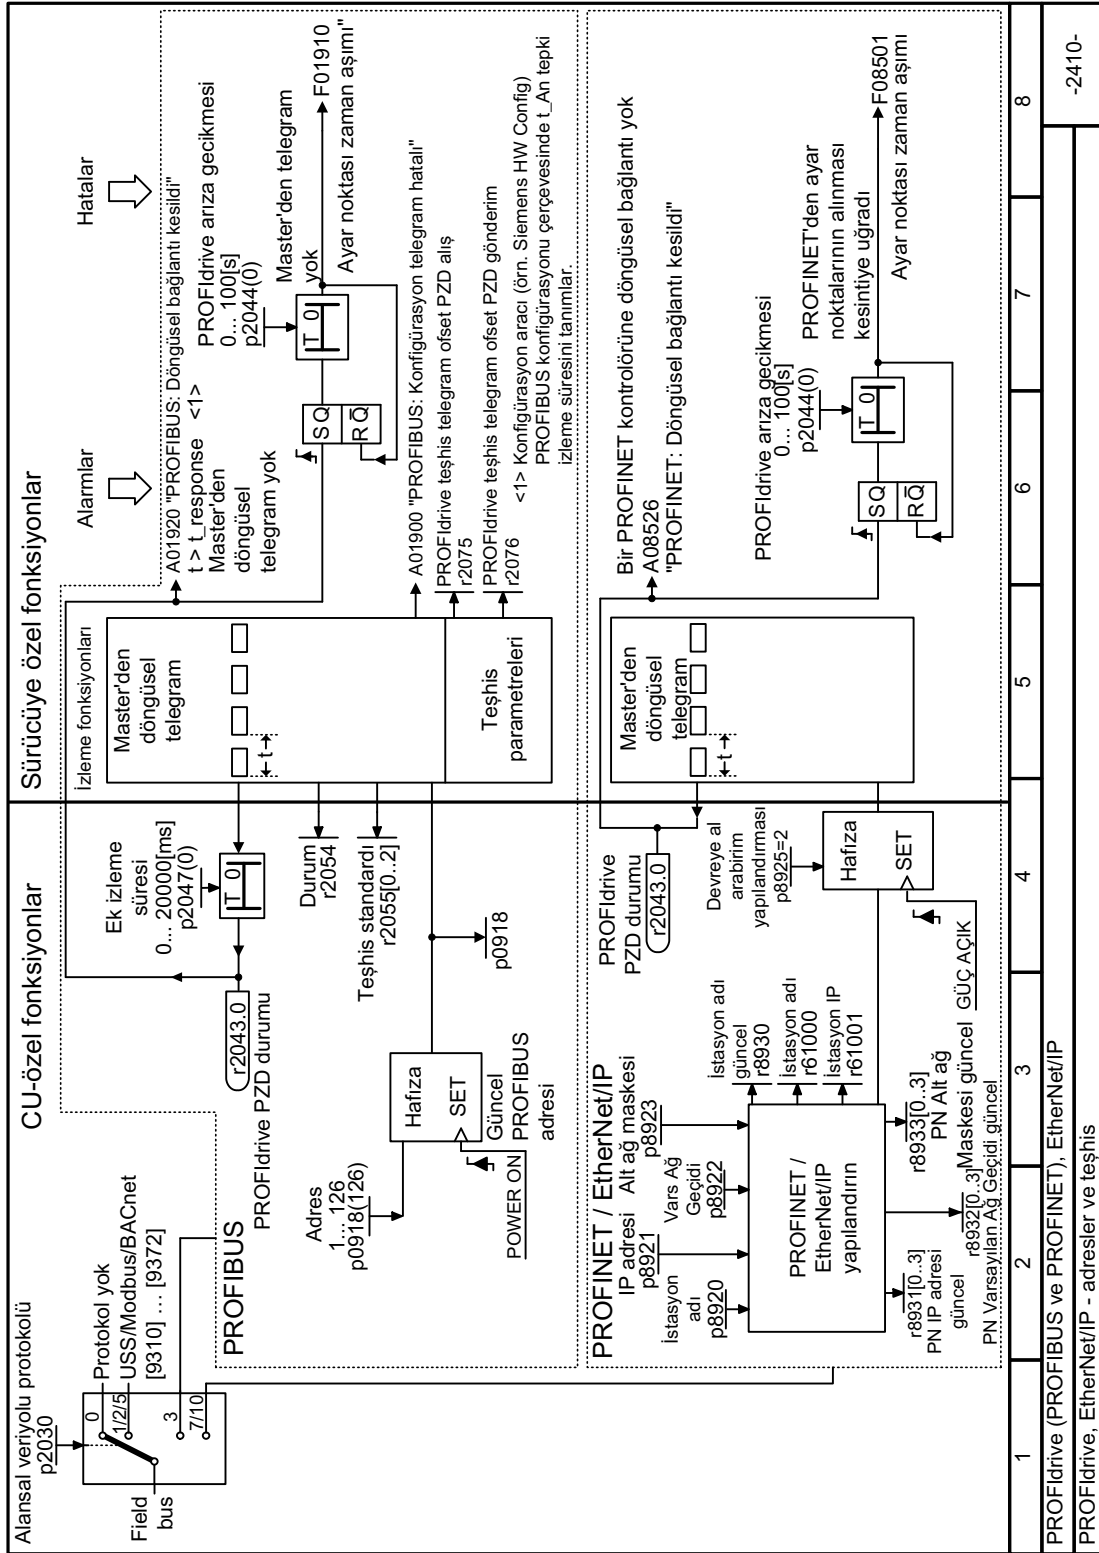 Alansal veriyolu protokolü
p2030
Field
bus
0
1/2/5
3
7/10
Protokol yok
USS/Modbus/BACnet
[9310] ... [9372]
CU-özel fonksiyonlar
Sürücüye özel fonksiyonlar
Alarmlar
Hatalar
PROFIBUS
r2043.0
PROFIdrive PZD durumu
Ek izleme
süresi
0... 20000[ms]
p2047(0)
T 0
Durum
r2054
Teşhis standardı
r2055[0..2]
Adres
1... 126
p0918(126)
POWER ON
Hafıza
SET
Güncel
PROFIBUS
adresi
p0918
İzleme fonksiyonları
Master'den
döngüsel
telegram
t
Teşhis
parametreleri
A01920 "PROFIBUS: Döngüsel bağlantı kesildi"
t > t_response <1>
Master'den
döngüsel
telegram yok
S Q
R Q̅
PROFIdrive arıza gecikmesi
0... 100[s]
p2044(0)
T 0
Master'den telegram
yok
F01910
Ayar noktası zaman aşımı"
A01900 "PROFIBUS: Konfigürasyon telegram hatalı"
PROFIdrive teşhis telegram ofset PZD alış
r2075
PROFIdrive teşhis telegram ofset PZD gönderim
r2076
<1> Konfigürasyon aracı (örn. Siemens HW Config)
PROFIBUS konfigürasyonu çerçevesinde t_An tepki
izleme süresini tanımlar.
PROFINET / EtherNet/IP
İstasyon
adı
p8920
IP adresi
p8921
Vars Ağ
Geçidi
p8922
Alt ağ maskesi
p8923
PROFINET /
EtherNet/IP
yapılandırın
r8931[0..3]
PN IP adresi
güncel
r8932[0..3]
PN Varsayılan Ağ Geçidi güncel
r8933[0..3]
PN Alt ağ
Maskesi güncel
İstasyon adı
güncel
r8930
İstasyon adı
r61000
İstasyon IP
r61001
PROFIdrive
PZD durumu
r2043.0
Devreye al
arabirim
yapılandırması
p8925=2
Hafıza
SET
GÜÇ AÇIK
Master'den
döngüsel
telegram
t
Bir PROFINET kontrolörüne döngüsel bağlantı yok
A08526
"PROFINET: Döngüsel bağlantı kesildi"
S Q
R Q̅
PROFIdrive arıza gecikmesi
0... 100[s]
p2044(0)
T 0
PROFINET'den ayar
noktalarının alınması
kesintiye uğradı
F08501
Ayar noktası zaman aşımı
1
2
3
4
5
6
7
8
PROFIdrive (PROFIBUS ve PROFINET), EtherNet/IP
PROFIdrive, EtherNet/IP - adresler ve teşhis
-2410-